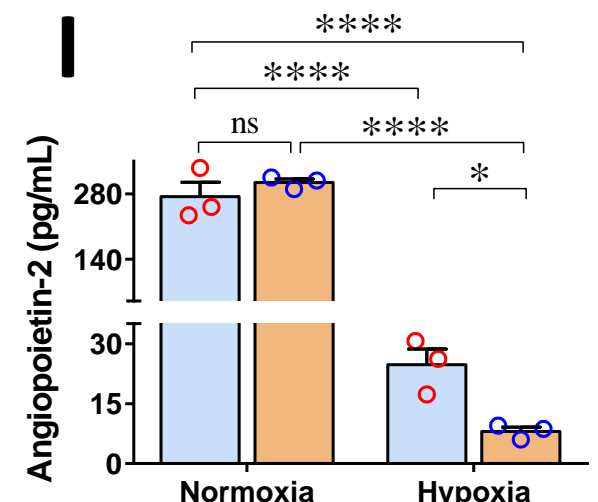 I
****
****
ns ****
*
Angiopoietin-2 (pg/mL)
280
140
30
15
0
Normoxia Hypoxia